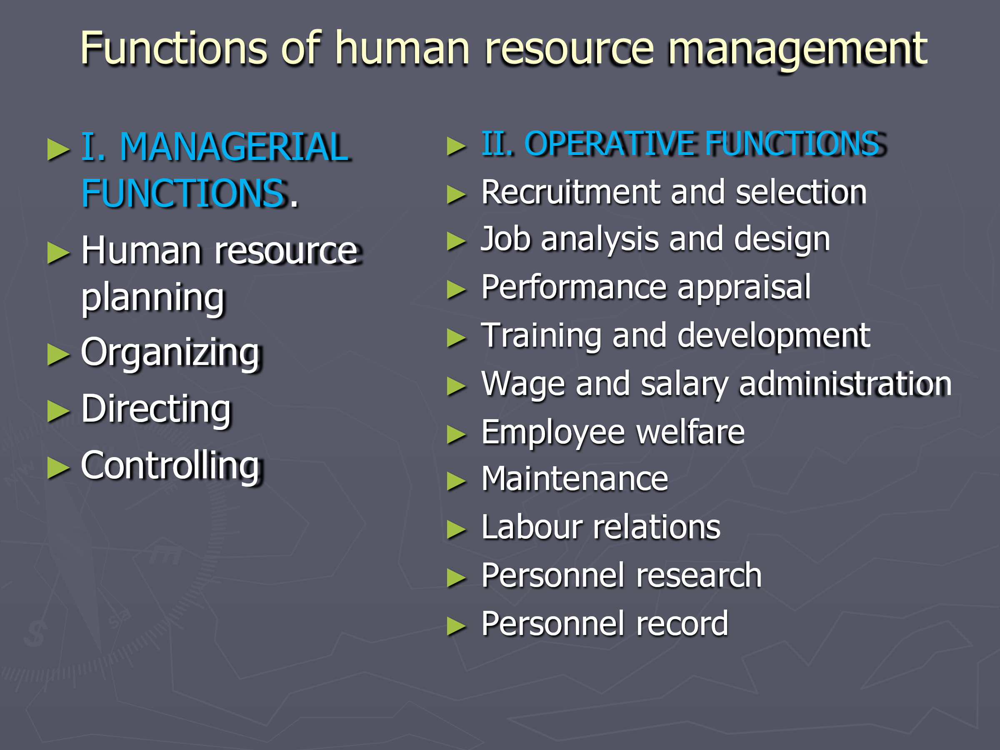 Functions of human resource management
► I. MANAGERIAL
FUNCTIONS.
► Human resource
planning
► Organizing
► Directing
► Controlling
► II. OPERATIVE FUNCTIONS
► Recruitment and selection
► Job analysis and design
► Performance appraisal
► Training and development
► Wage and salary administration
► Employee welfare
► Maintenance
► Labour relations
► Personnel research
► Personnel record
NW
E
SE
S